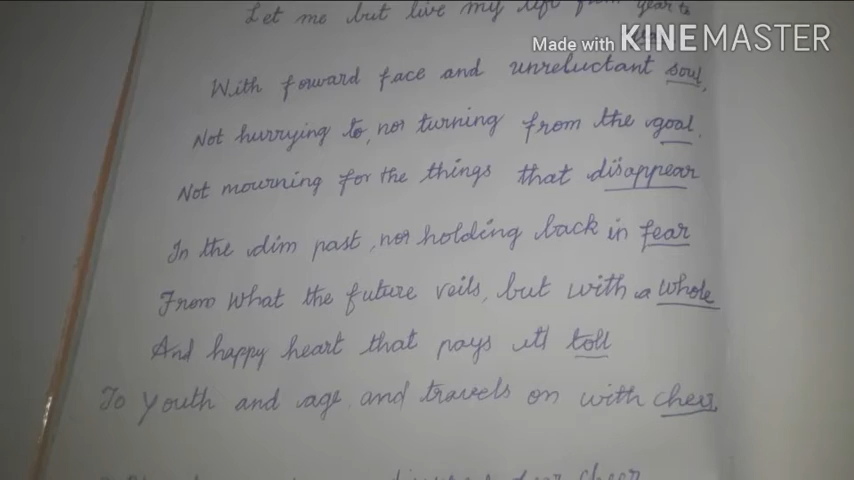 Let me but live my life from year to
Made with KINEMASTER
With forward face and unreluctant soul,
Not hurrying to, nor turning from the goal.
Not mourning for the things that disappear
In the dim past, nor holding back in fear
From what the future veils, but with a whole
And happy heart that pays its toll
To Youth and age, and travels on with cheer,
cheer